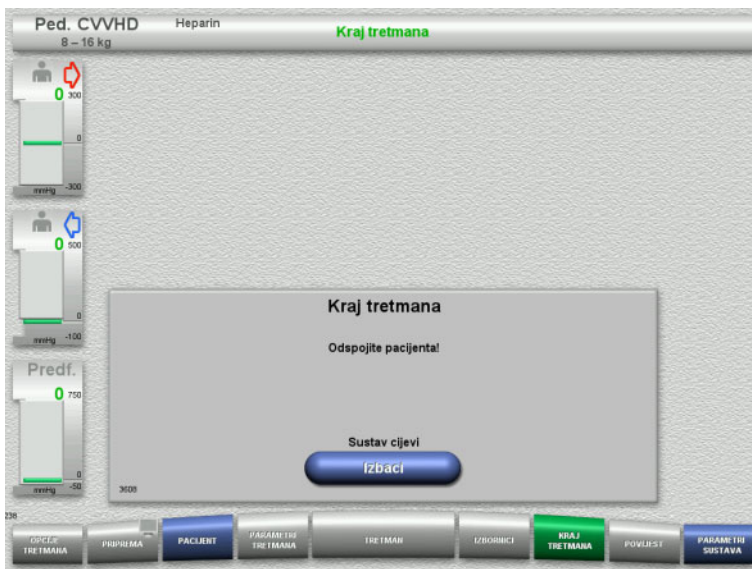 Ped. CVVHD
8 – 16 kg
Heparin
Kraj tretmana
0 300
0
mmHg -300
0 500
0
mmHg -100
Predf.
0 750
0
mmHg -50
Kraj tretmana
Odspojite pacijenta!
Sustav cijevi
Izbaci
3608
238
OPCIJE
TRETMANA
PRIPREMA
PACIJENT
PARAMETRI
TRETMANA
TRETMAN
IZBORNICI
KRAJ
TRETMANA
POVIJEST
PARAMETRI
SUSTAVA